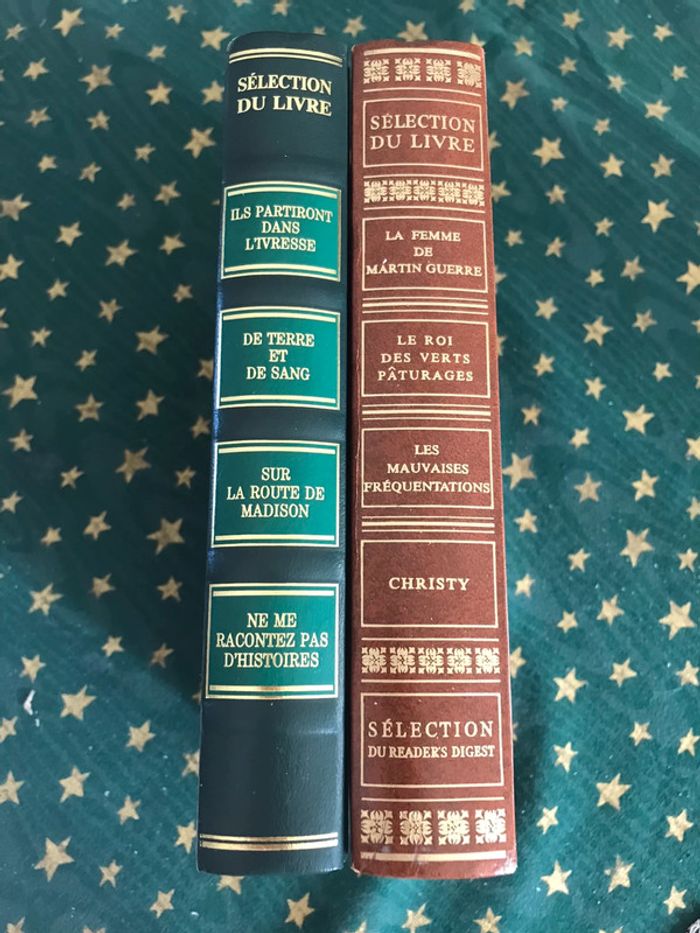 SÉLECTION
DU LIVRE
ILS PARTIRONT
DANS
L'IVRESSE
DE TERRE
ET
DE SANG
SUR
LA ROUTE DE
MADISON
NE ME
RACONTEZ PAS
D'HISTOIRES
SÉLECTION
DU LIVRE
LA FEMME
DE
MARTIN GUERRE
LE ROI
DES VERTS
PÂTURAGES
LES
MAUVAISES
FRÉQUENTATIONS
CHRISTY
SÉLECTION
DU READER'S DIGEST